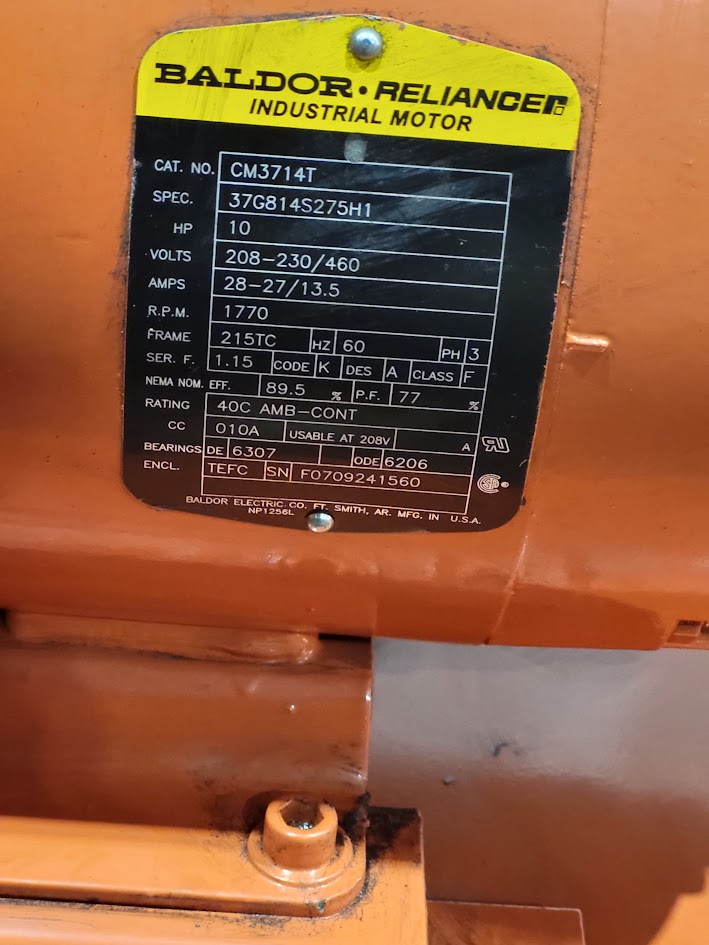 BALDOR • RELIANCER
INDUSTRIAL MOTOR
CAT. NO. CM3714T
SPEC. 37G814S275H1
HP 10
VOLTS 208-230/460
AMPS 28-27/13.5
R.P.M. 1770
FRAME 215TC HZ 60 PH 3
SER. F. 1.15 CODE K DES A CLASS F
NEMA NOM. EFF. 89.5 % P.F. 77 %
RATING 40C AMB-CONT
CC 010A USABLE AT 208V A
BEARINGS DE 6307 ODE 6206
ENCL. TEFC SN F0709241560
BALDOR ELECTRIC CO. FT. SMITH, AR. MFG. IN U.S.A.
NP1256L